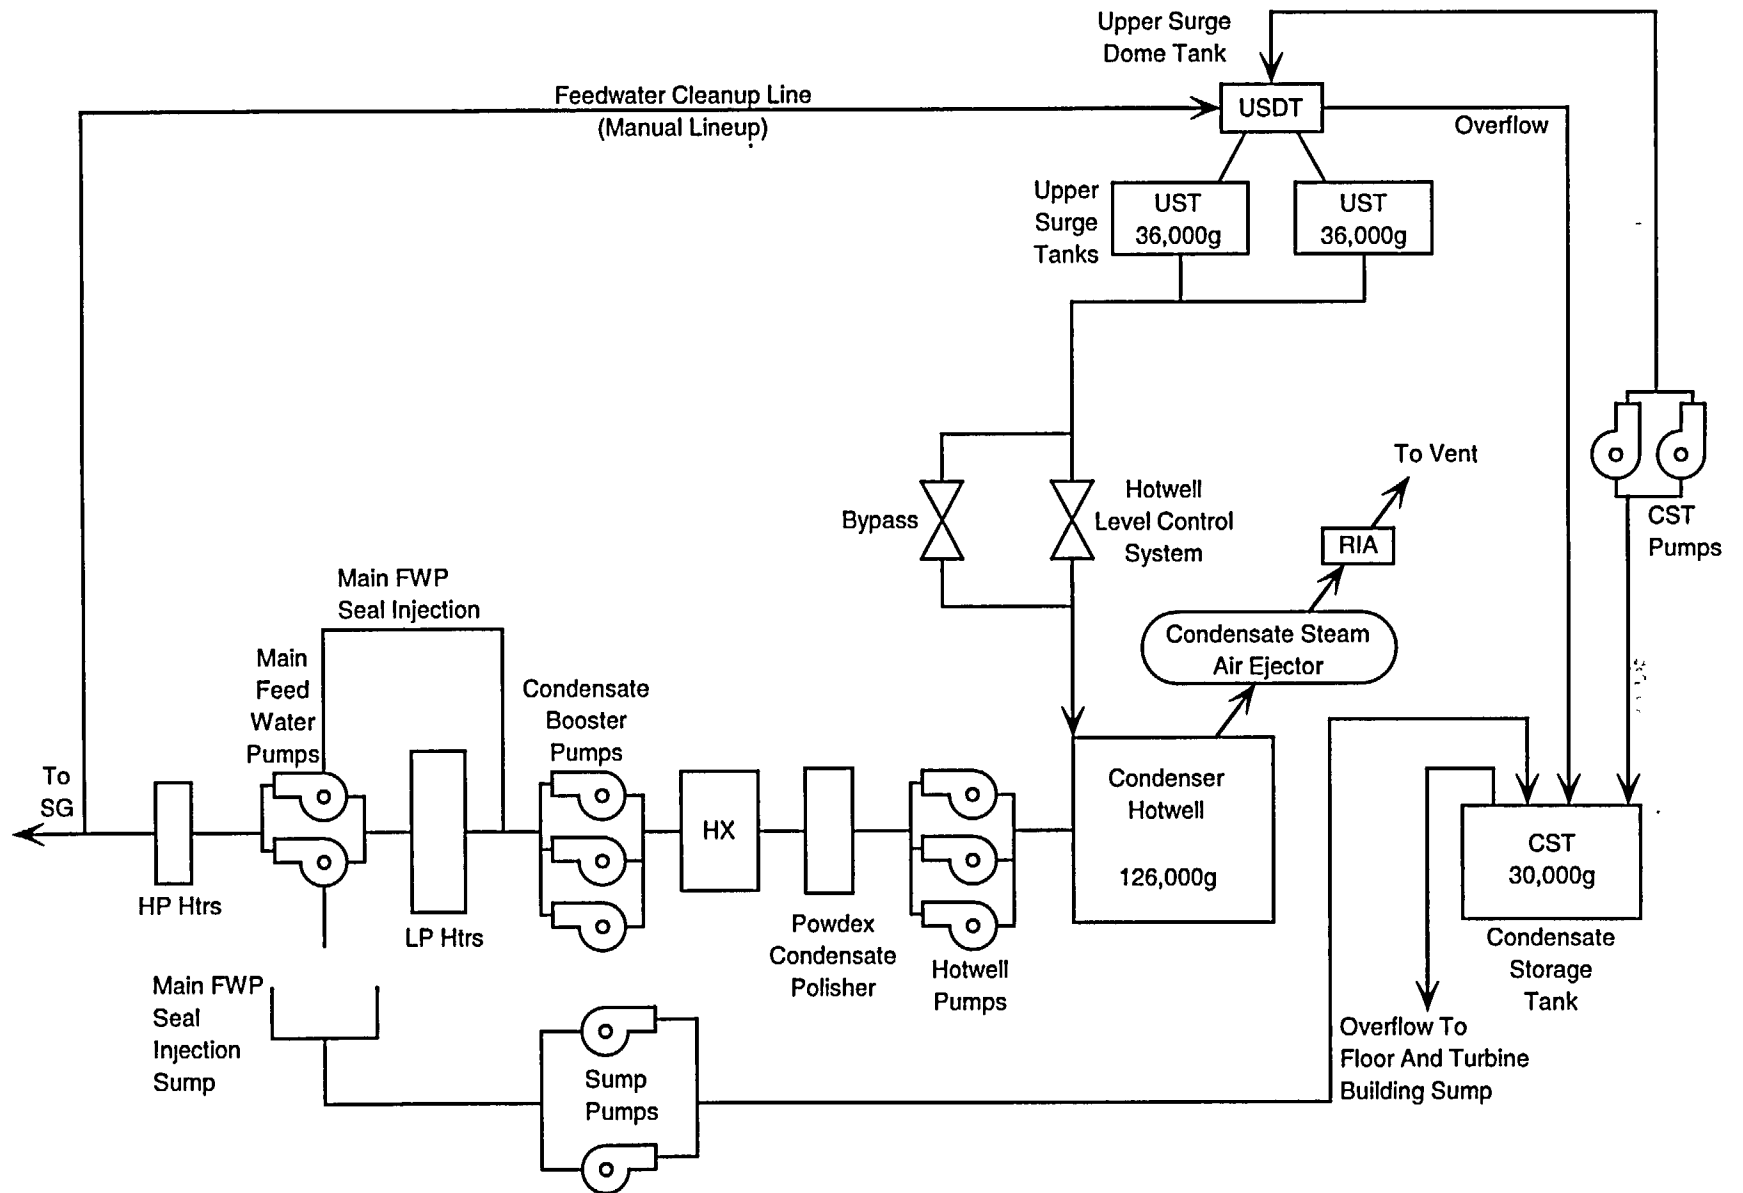 Upper Surge
Dome Tank
Feedwater Cleanup Line
(Manual Lineup)
USDT
Overflow
Upper
Surge
Tanks
UST
36,000g
UST
36,000g
To Vent
Bypass
Hotwell
Level Control
System
RIA
CST
Pumps
Main FWP
Seal Injection
Condensate Steam
Air Ejector
Main
Feed
Water
Pumps
Condensate
Booster
Pumps
To
SG
HX
Condenser
Hotwell
126,000g
CST
30,000g
HP Htrs
LP Htrs
Powdex
Condensate
Polisher
Hotwell
Pumps
Condensate
Storage
Tank
Main FWP
Seal
Injection
Sump
Sump
Pumps
Overflow To
Floor And Turbine
Building Sump